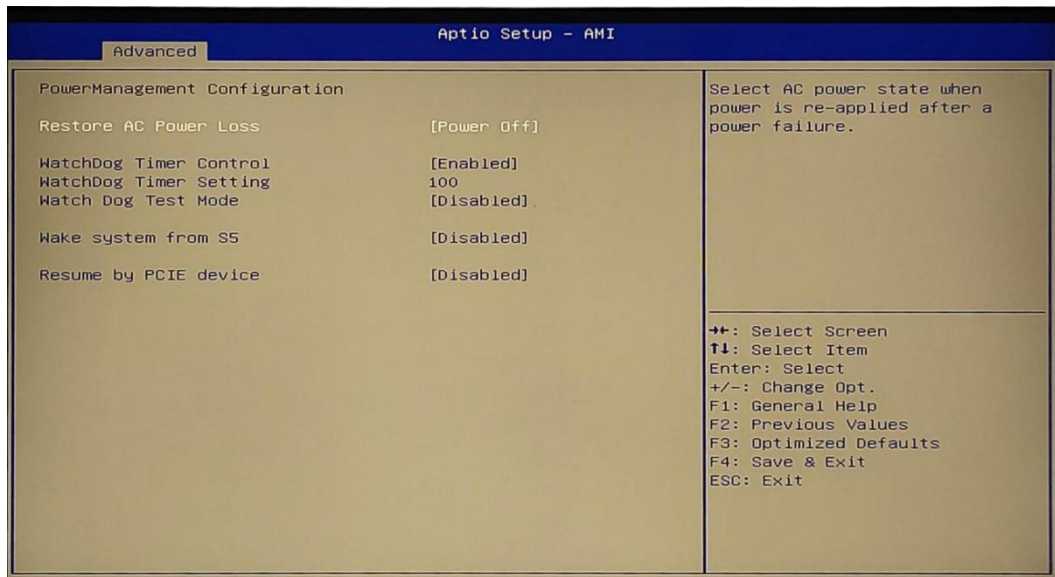 Aptio Setup – AMI
Advanced
PowerManagement Configuration
Restore AC Power Loss [Power Off]
WatchDog Timer Control [Enabled]
WatchDog Timer Setting 100
Watch Dog Test Mode [Disabled]
Wake system from S5 [Disabled]
Resume by PCIE device [Disabled]
Select AC power state when
power is re-applied after a
power failure.
→←: Select Screen
↑↓: Select Item
Enter: Select
+/-: Change Opt.
F1: General Help
F2: Previous Values
F3: Optimized Defaults
F4: Save & Exit
ESC: Exit